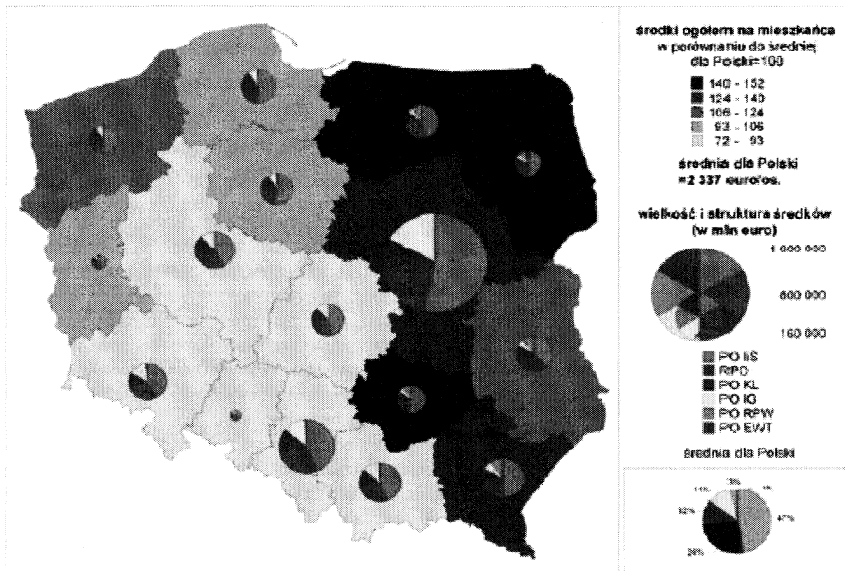 środki ogółem na mieszkańca
w porównaniu do średniej
dla Polski=100
140 - 152
124 - 140
106 - 124
93 - 106
72 - 93
średnia dla Polski
=2 337 euro/os.
wielkość i struktura środków
(w mln euro)
1 000 000
600 000
160 000
PO IiŚ
RPO
PO KL
PO IG
PO RPW
PO EWT
średnia dla Polski
47%